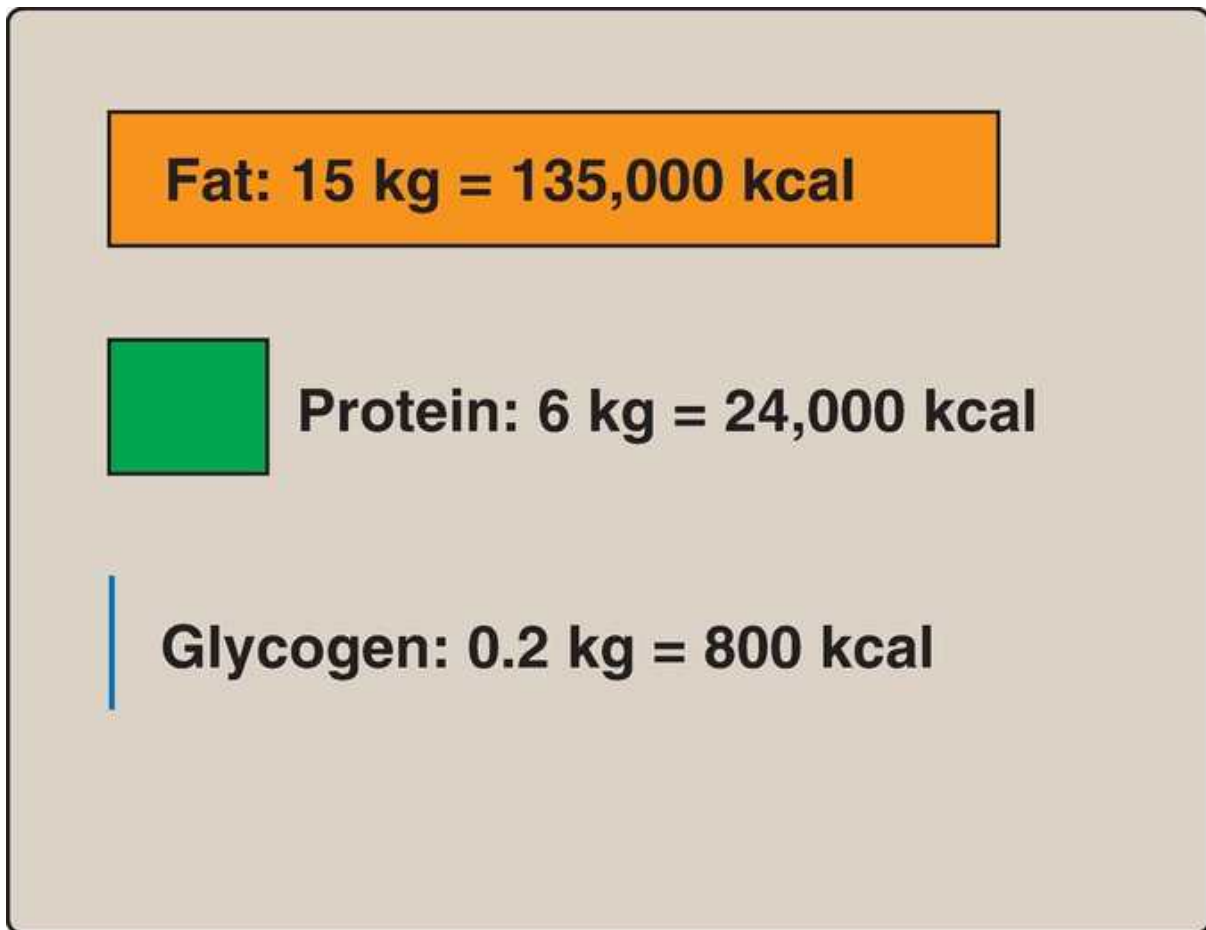 Fat: 15 kg = 135,000 kcal
Protein: 6 kg = 24,000 kcal
Glycogen: 0.2 kg = 800 kcal